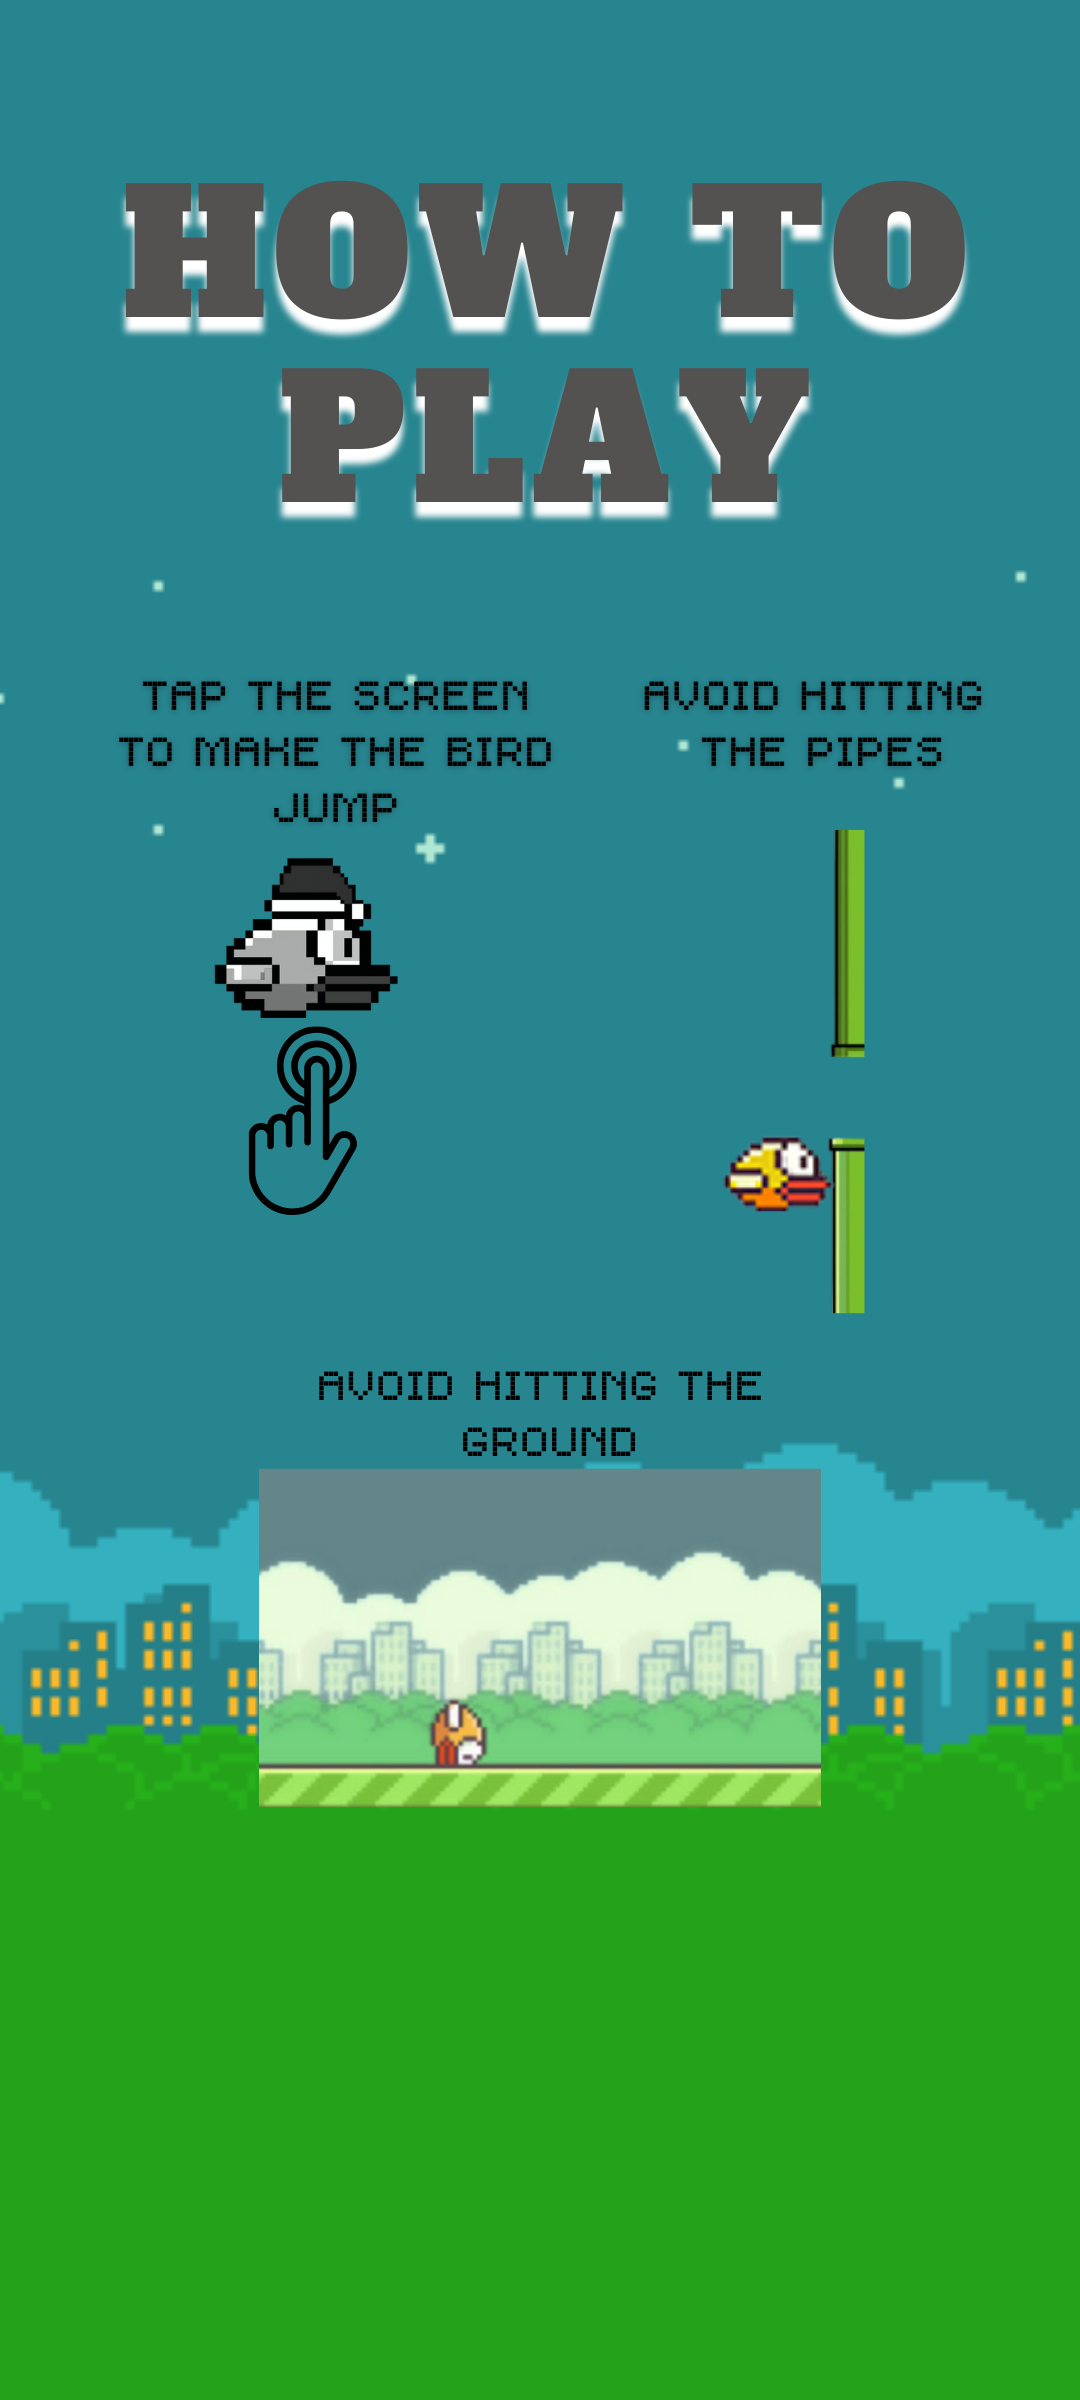 HOW TO
PLAY
TAP THE SCREEN
TO MAKE THE BIRD
JUMP
AVOID HITTING
THE PIPES
AVOID HITTING THE
GROUND